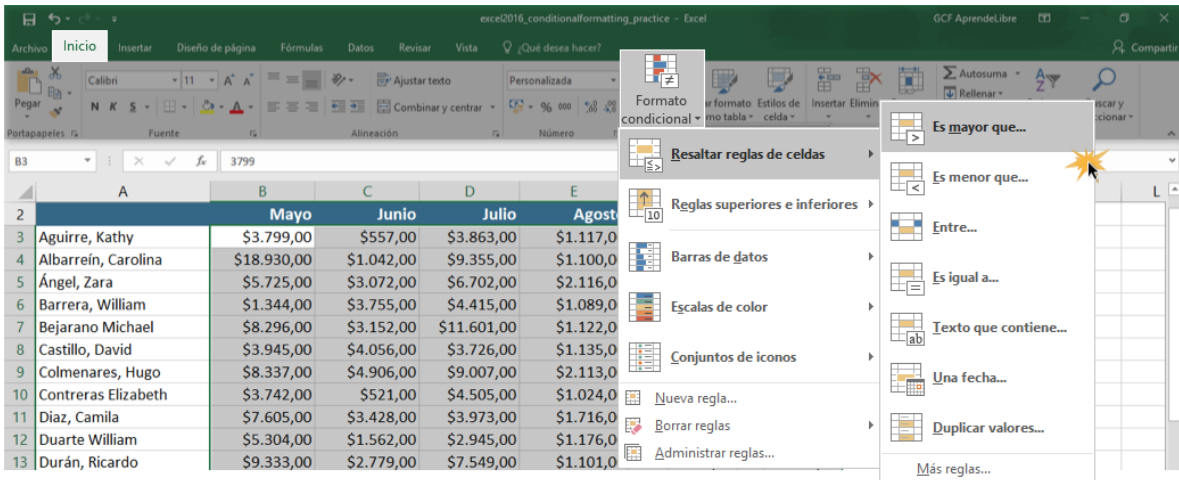 excel2016_conditionalformatting_practice - Excel
GCF AprendeLibre
Archivo Inicio Insertar Diseño de página Fórmulas Datos Revisar Vista ¿Qué desea hacer? Compartir
Pegar
Calibri 11
N K S
Ajustar texto
Combinar y centrar
Personalizada
% 000
Formato condicional
Estilos de celda
Insertar
Autosuma
Rellenar
Portapapeles Fuente Alineación Número
B3 fx 3799
A B C D E L
2 Mayo Junio Julio
3 Aguirre, Kathy $3.799,00 $557,00 $3.863,00 $1.117,0
4 Albarreín, Carolina $18.930,00 $1.042,00 $9.355,00 $1.100,0
5 Ángel, Zara $5.725,00 $3.072,00 $6.702,00 $2.116,0
6 Barrera, William $1.344,00 $3.755,00 $4.415,00 $1.089,0
7 Bejarano Michael $8.296,00 $3.152,00 $11.601,00 $1.122,0
8 Castillo, David $3.945,00 $4.056,00 $3.726,00 $1.135,0
9 Colmenares, Hugo $8.337,00 $4.906,00 $9.007,00 $2.113,0
10 Contreras Elizabeth $3.742,00 $521,00 $4.505,00 $1.024,0
11 Diaz, Camila $7.605,00 $3.428,00 $3.973,00 $1.716,0
12 Duarte William $5.304,00 $1.562,00 $2.945,00 $1.176,0
13 Durán, Ricardo $9.333,00 $2.779,00 $7.549,00 $1.101,0
Resaltar reglas de celdas
Reglas superiores e inferiores
Barras de datos
Escalas de color
Conjuntos de iconos
Nueva regla...
Borrar reglas
Administrar reglas...
Es mayor que...
Es menor que...
Entre...
Es igual a...
Texto que contiene...
Una fecha...
Duplicar valores...
Más reglas...